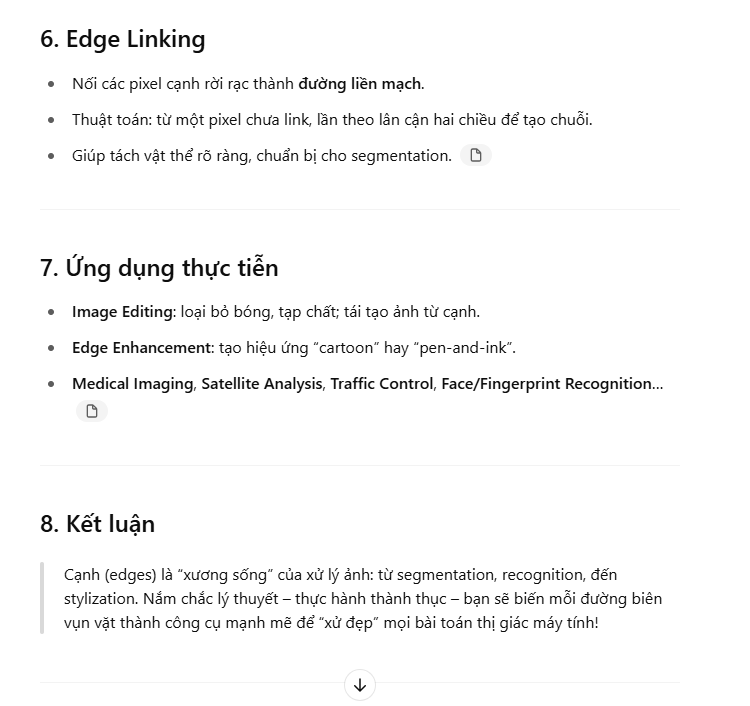 6. Edge Linking
Nối các pixel cạnh rời rạc thành đường liền mạch.
Thuật toán: từ một pixel chưa link, lần theo lân cận hai chiều để tạo chuỗi.
Giúp tách vật thể rõ ràng, chuẩn bị cho segmentation.
7. Ứng dụng thực tiễn
Image Editing: loại bỏ bóng, tạp chất; tái tạo ảnh từ cạnh.
Edge Enhancement: tạo hiệu ứng “cartoon” hay “pen-and-ink”.
Medical Imaging, Satellite Analysis, Traffic Control, Face/Fingerprint Recognition...
8. Kết luận
Cạnh (edges) là “xương sống” của xử lý ảnh: từ segmentation, recognition, đến
stylization. Nắm chắc lý thuyết – thực hành thành thục – bạn sẽ biến mỗi đường biên
vụn vặt thành công cụ mạnh mẽ để “xử đẹp” mọi bài toán thị giác máy tính!